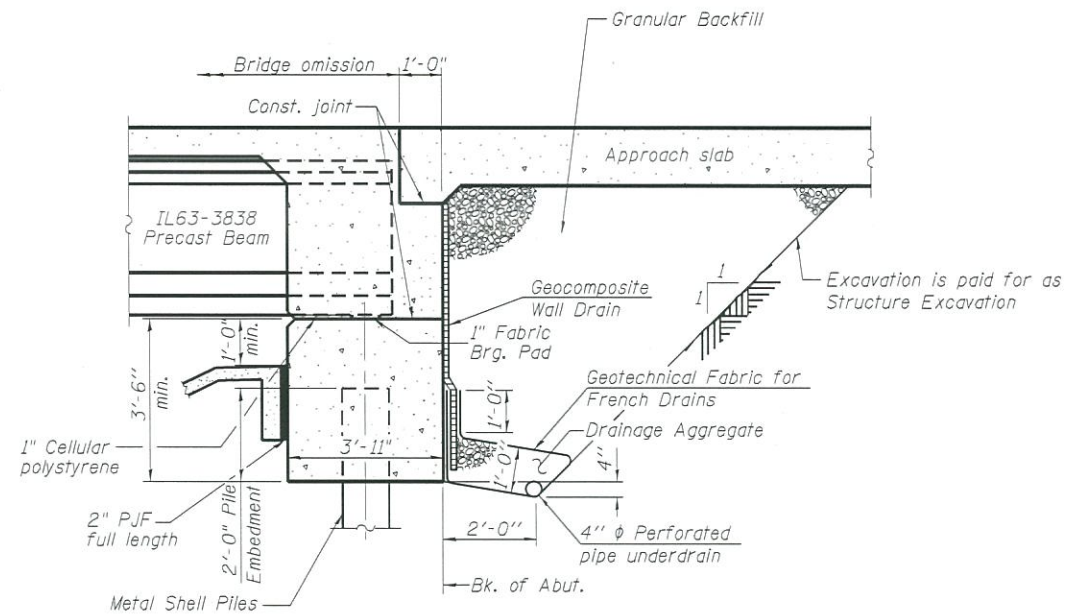 Granular Backfill
Bridge omission
1'-0"
Const. joint
Approach slab
IL63-3838
Precast Beam
Excavation is paid for as
Structure Excavation
1
1
Geocomposite
Wall Drain
1'-0"
min.
1" Fabric
Brg. Pad
3'-6"
min.
Geotechnical Fabric for
French Drains
1'-0"
Drainage Aggregate
1'-0"
4"
1" Cellular
polystyrene
3'-11"
2'-0" Pile
Embedment
2" PJF
full length
2'-0"
4" ϕ Perforated
pipe underdrain
Bk. of Abut.
Metal Shell Piles